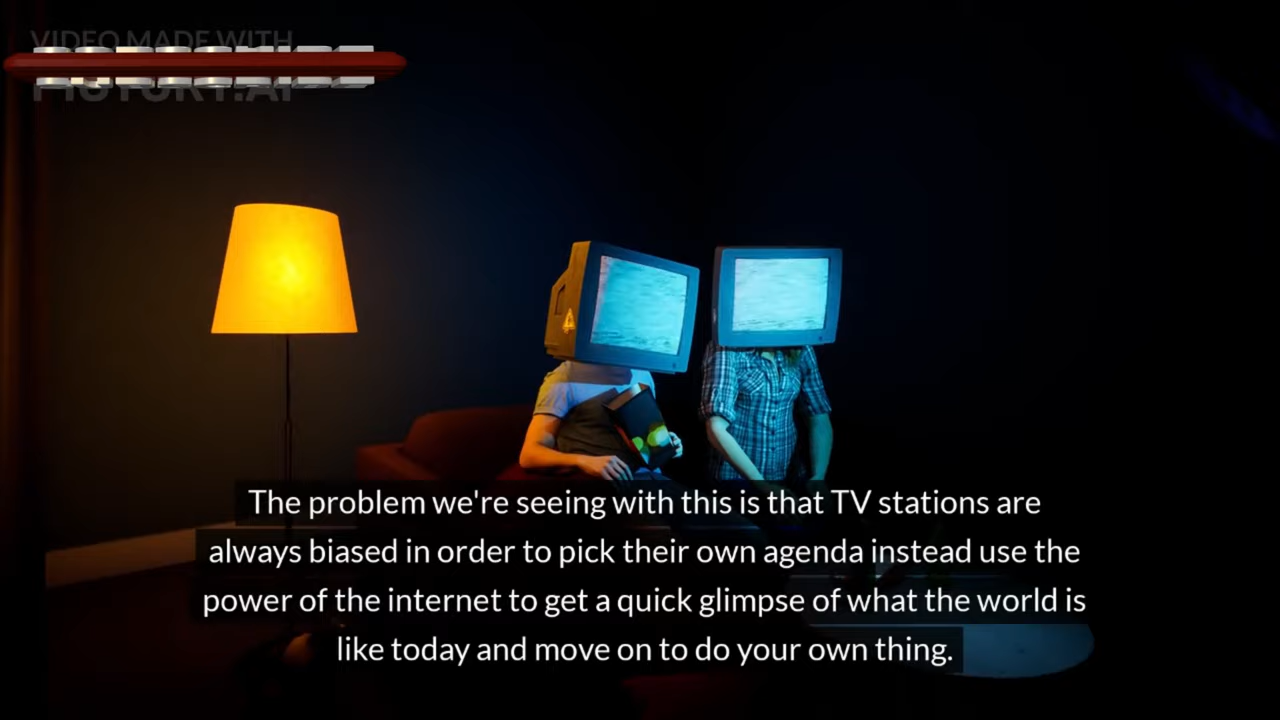 VIDEO MADE WITH
The problem we're seeing with this is that TV stations are
always biased in order to pick their own agenda instead use the
power of the internet to get a quick glimpse of what the world is
like today and move on to do your own thing.